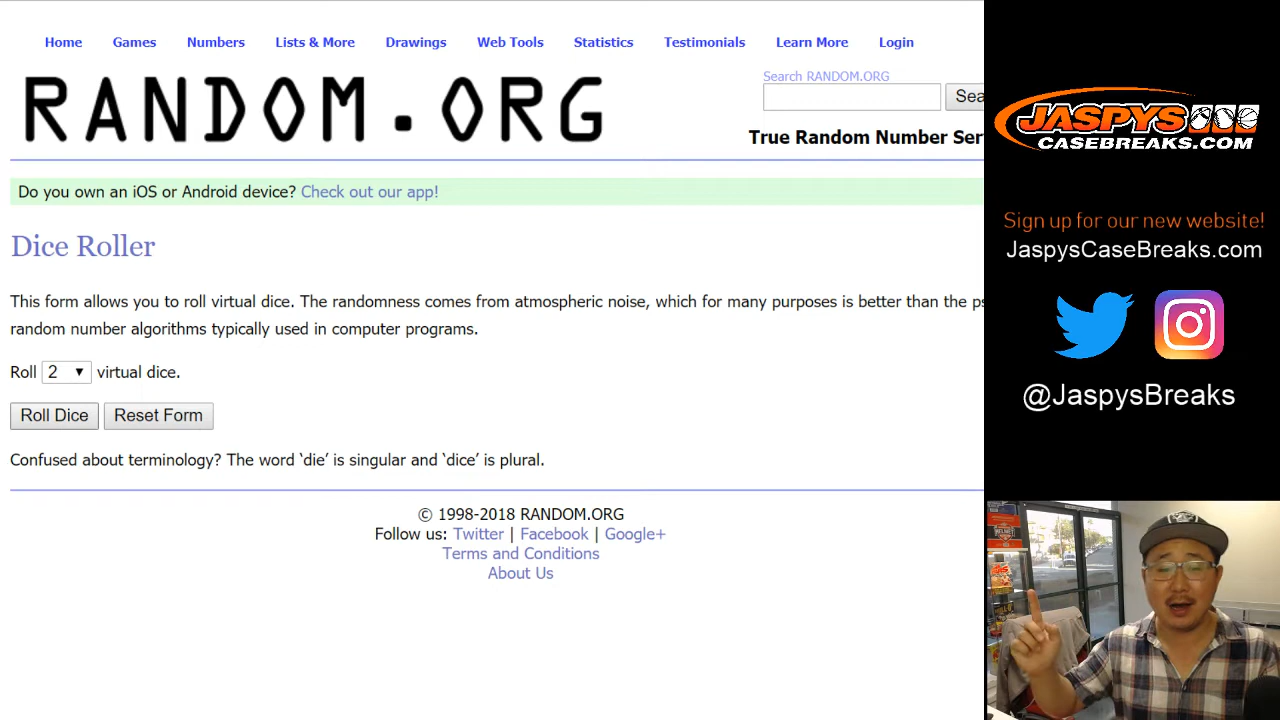 Home Games Numbers Lists & More Drawings Web Tools Statistics Testimonials Learn More Login
RANDOM.ORG
Search RANDOM.ORG
Sea
True Random Number Ser
Do you own an iOS or Android device? Check out our app!
Dice Roller
This form allows you to roll virtual dice. The randomness comes from atmospheric noise, which for many purposes is better than the ps
random number algorithms typically used in computer programs.
Roll 2 virtual dice.
Roll Dice Reset Form
Confused about terminology? The word ‘die’ is singular and ‘dice’ is plural.
© 1998-2018 RANDOM.ORG
Follow us: Twitter | Facebook | Google+
Terms and Conditions
About Us
JASPYS
CASEBREAKS.COM
Sign up for our new website!
JaspysCaseBreaks.com
@JaspysBreaks